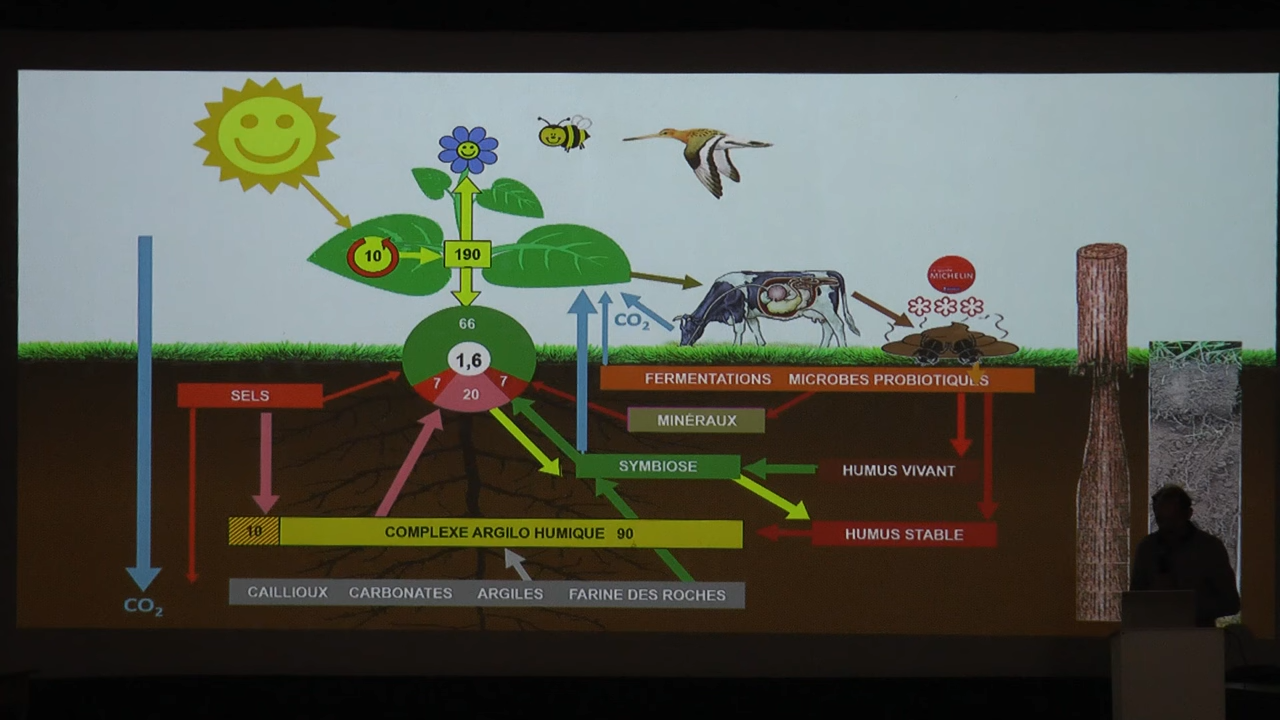 10
190
CO₂
MICHELIN
66
1,6
7
7
20
SELS
FERMENTATIONS MICROBES PROBIOTIQUES
MINÉRAUX
SYMBIOSE
HUMUS VIVANT
10
COMPLEXE ARGILO HUMIQUE 90
HUMUS STABLE
CAILLIOUX CARBONATES ARGILES FARINE DES ROCHES
CO₂